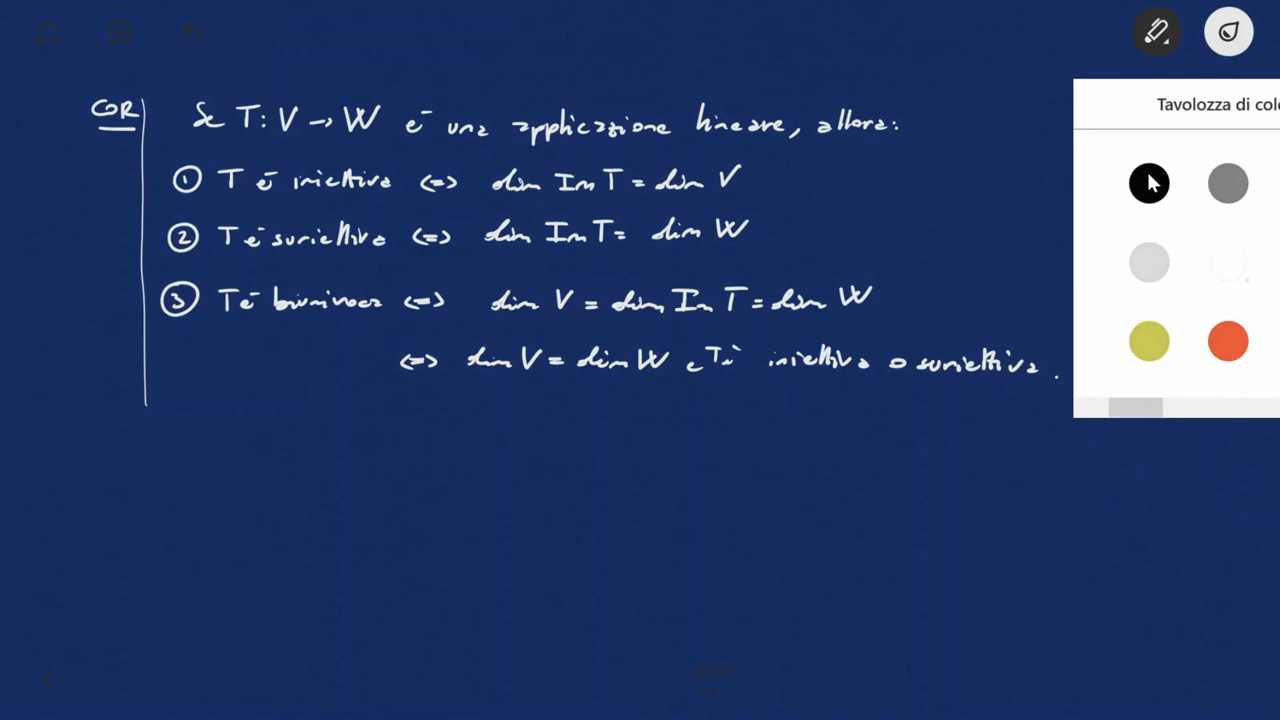 Tavolozza di colo
COR
Se T: V → W è una applicazione lineare, allora:
① T è iniettiva <=> dim Im T = dim V
② T è suriettiva <=> dim Im T = dim W
③ T è biunivoca <=> dim V = dim Im T = dim W
<=> dim V = dim W e T è iniettiva o suriettiva.